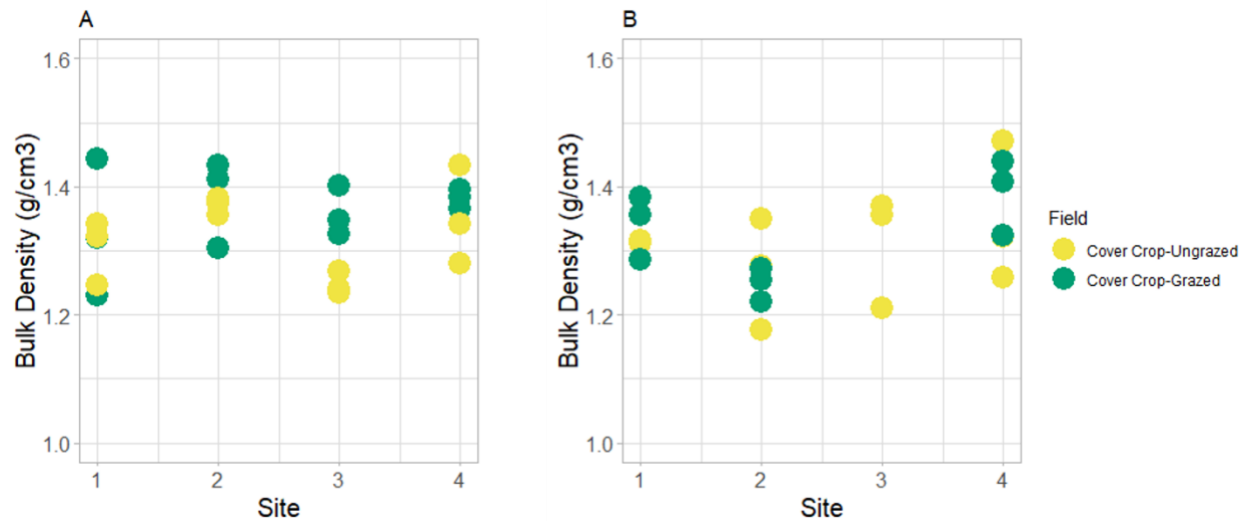 A
1.6
1.4
1.2
1.0
Bulk Density (g/cm3)
1
2
3
4
Site
B
1.6
1.4
1.2
1.0
Bulk Density (g/cm3)
1
2
3
4
Site
Field
Cover Crop-Ungrazed
Cover Crop-Grazed